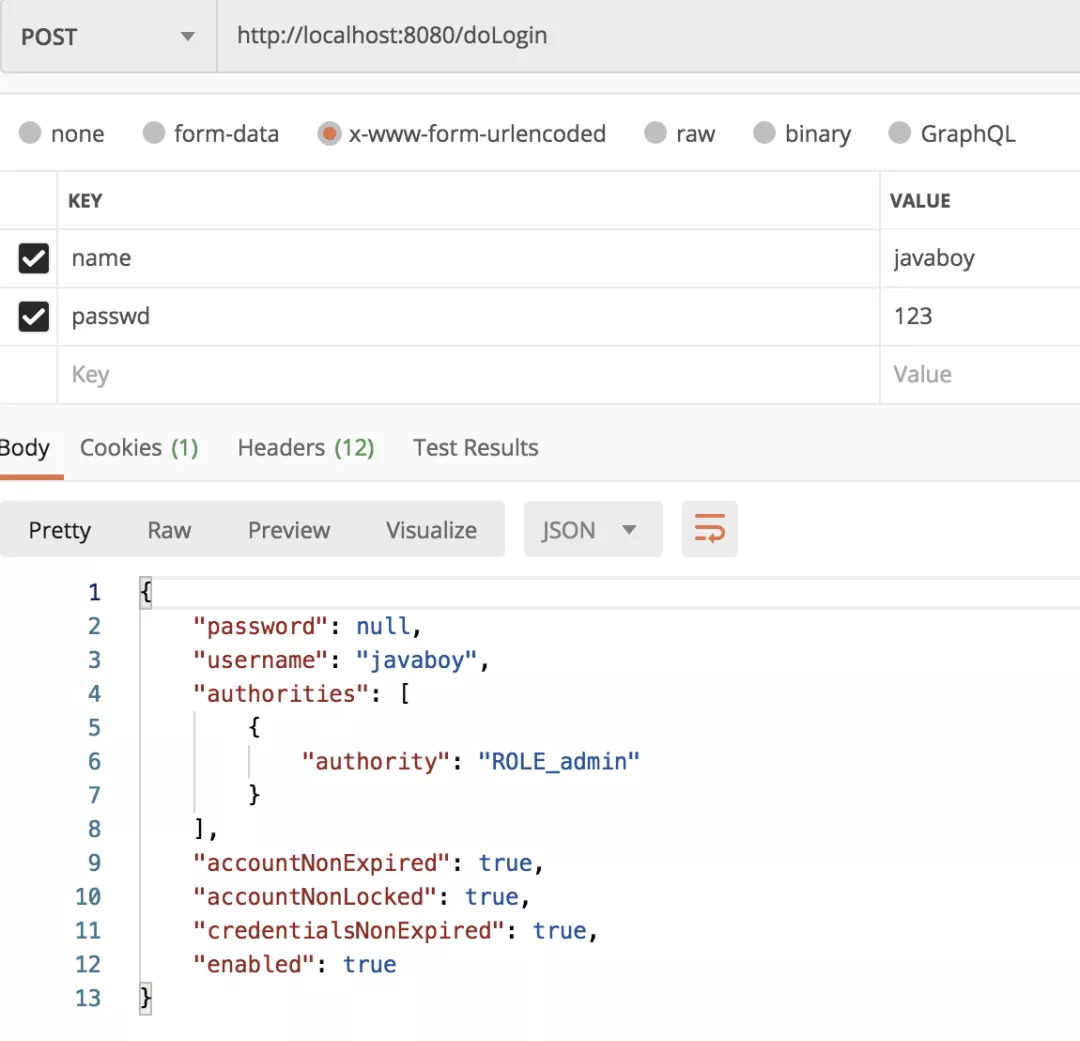 POST http://localhost:8080/doLogin
none form-data x-www-form-urlencoded raw binary GraphQL
KEY VALUE
name javaboy
passwd 123
Key Value
Body Cookies (1) Headers (12) Test Results
Pretty Raw Preview Visualize JSON
1 {
2 "password": null,
3 "username": "javaboy",
4 "authorities": [
5 {
6 "authority": "ROLE_admin"
7 }
8 ],
9 "accountNonExpired": true,
10 "accountNonLocked": true,
11 "credentialsNonExpired": true,
12 "enabled": true
13 }